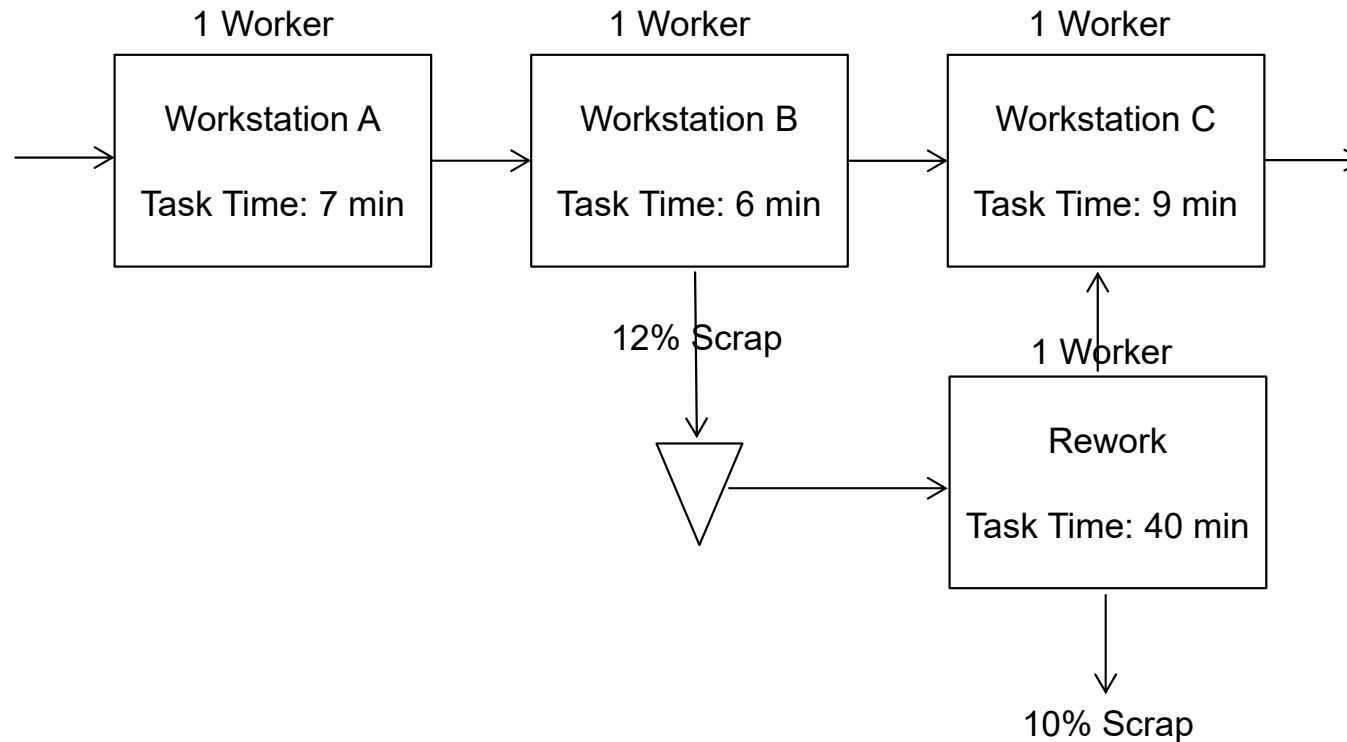 1 Worker
Workstation A
Task Time: 7 min
1 Worker
Workstation B
Task Time: 6 min
1 Worker
Workstation C
Task Time: 9 min
12% Scrap
1 Worker
Rework
Task Time: 40 min
10% Scrap